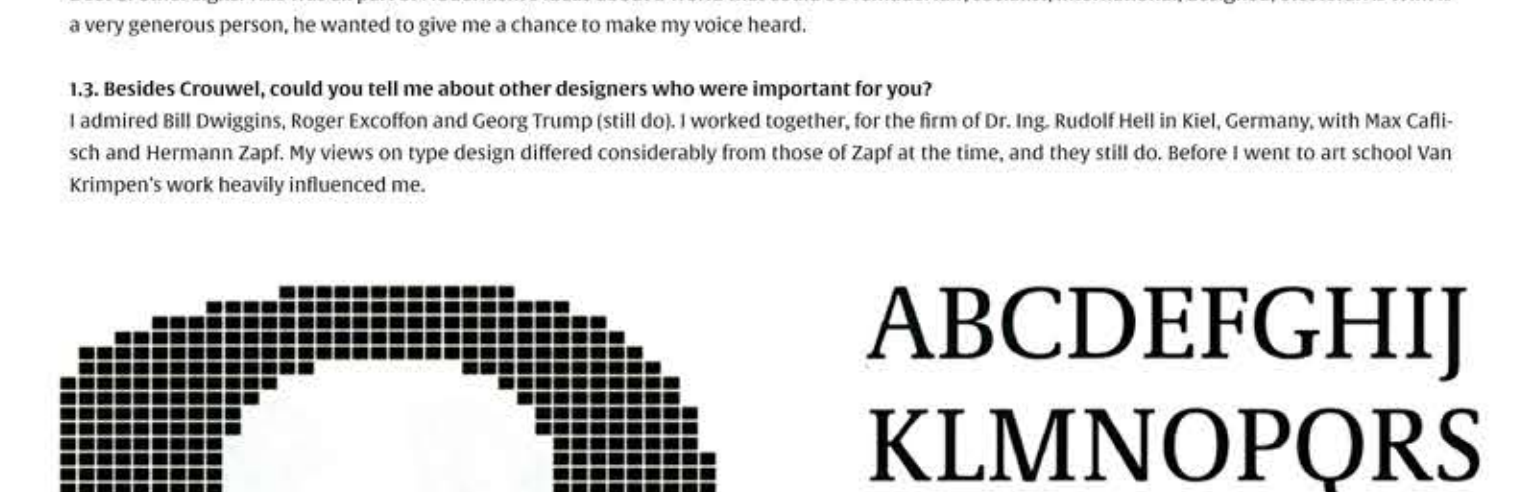 a very generous person, he wanted to give me a chance to make my voice heard.
1.3. Besides Crouwel, could you tell me about other designers who were important for you?
I admired Bill Dwiggins, Roger Excoffon and Georg Trump (still do). I worked together, for the firm of Dr. Ing. Rudolf Hell in Kiel, Germany, with Max Cafli-
sch and Hermann Zapf. My views on type design differed considerably from those of Zapf at the time, and they still do. Before I went to art school Van
Krimpen's work heavily influenced me.
ABCDEFGHIJ
KLMNOPQRS